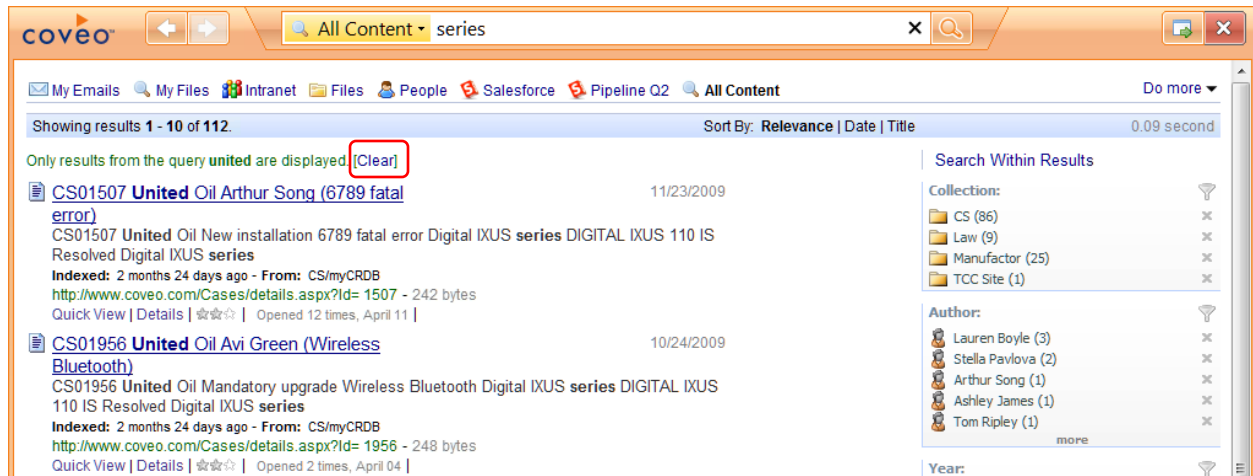 coveo™
All Content series
My Emails My Files Intranet Files People Salesforce Pipeline Q2 All Content Do more
Showing results 1 - 10 of 112. Sort By: Relevance | Date | Title 0.09 second
Only results from the query united are displayed. [Clear]
CS01507 United Oil Arthur Song (6789 fatal error) 11/23/2009
CS01507 United Oil New installation 6789 fatal error Digital IXUS series DIGITAL IXUS 110 IS
Resolved Digital IXUS series
Indexed: 2 months 24 days ago - From: CS/myCRDB
http://www.coveo.com/Cases/details.aspx?Id= 1507 - 242 bytes
Quick View | Details | Opened 12 times, April 11 |
CS01956 United Oil Avi Green (Wireless Bluetooth) 10/24/2009
CS01956 United Oil Mandatory upgrade Wireless Bluetooth Digital IXUS series DIGITAL IXUS
110 IS Resolved Digital IXUS series
Indexed: 2 months 24 days ago - From: CS/myCRDB
http://www.coveo.com/Cases/details.aspx?Id= 1956 - 248 bytes
Quick View | Details | Opened 2 times, April 04 |
Search Within Results
Collection:
CS (86)
Law (9)
Manufactor (25)
TCC Site (1)
Author:
Lauren Boyle (3)
Stella Pavlova (2)
Arthur Song (1)
Ashley James (1)
Tom Ripley (1)
more
Year: